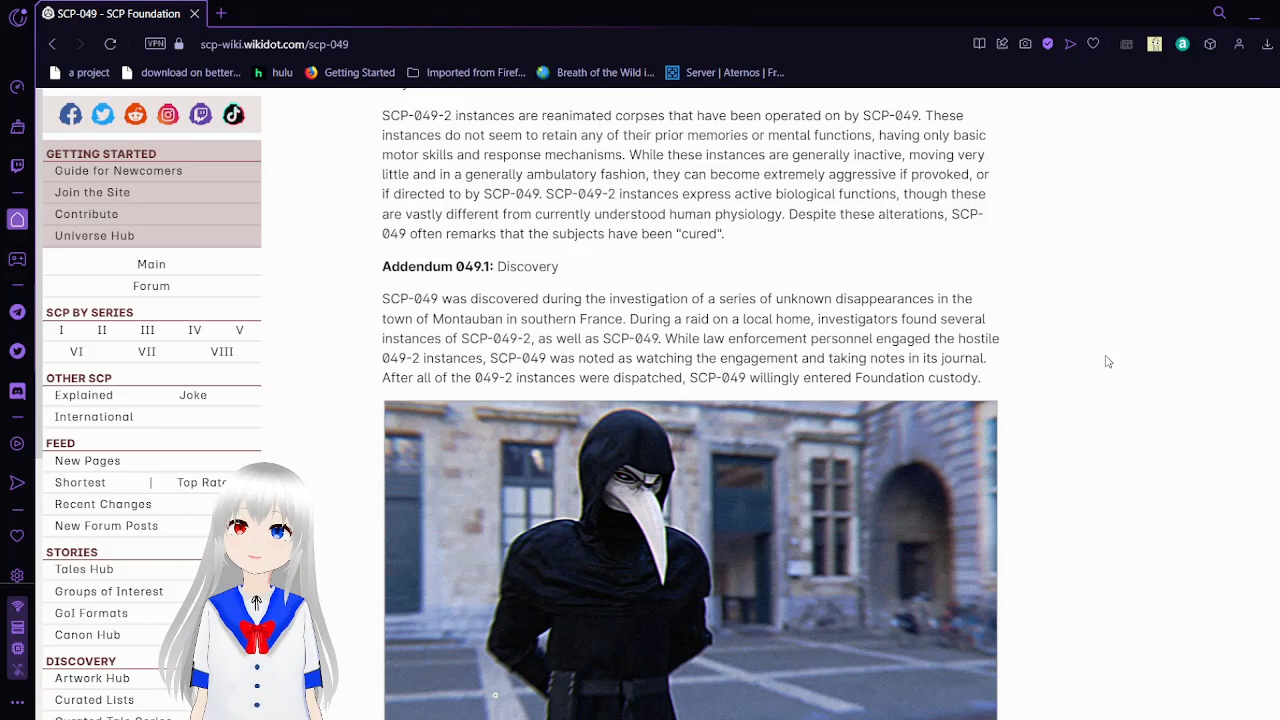 SCP-049 - SCP Foundation
VPN scp-wiki.wikidot.com/scp-049
a project download on better... hulu Getting Started Imported from Firef... Breath of the Wild i... Server | Aternos | Fr...
SCP-049-2 instances are reanimated corpses that have been operated on by SCP-049. These
instances do not seem to retain any of their prior memories or mental functions, having only basic
motor skills and response mechanisms. While these instances are generally inactive, moving very
little and in a generally ambulatory fashion, they can become extremely aggressive if provoked, or
if directed to by SCP-049. SCP-049-2 instances express active biological functions, though these
are vastly different from currently understood human physiology. Despite these alterations, SCP-
049 often remarks that the subjects have been "cured".
Addendum 049.1: Discovery
SCP-049 was discovered during the investigation of a series of unknown disappearances in the
town of Montauban in southern France. During a raid on a local home, investigators found several
instances of SCP-049-2, as well as SCP-049. While law enforcement personnel engaged the hostile
049-2 instances, SCP-049 was noted as watching the engagement and taking notes in its journal.
After all of the 049-2 instances were dispatched, SCP-049 willingly entered Foundation custody.
GETTING STARTED
Guide for Newcomers
Join the Site
Contribute
Universe Hub
Main
Forum
SCP BY SERIES
I II III IV V
VI VII VIII
OTHER SCP
Explained Joke
International
FEED
New Pages
Shortest | Top Rate
Recent Changes
New Forum Posts
STORIES
Tales Hub
Groups of Interest
GoI Formats
Canon Hub
DISCOVERY
Artwork Hub
Curated Lists